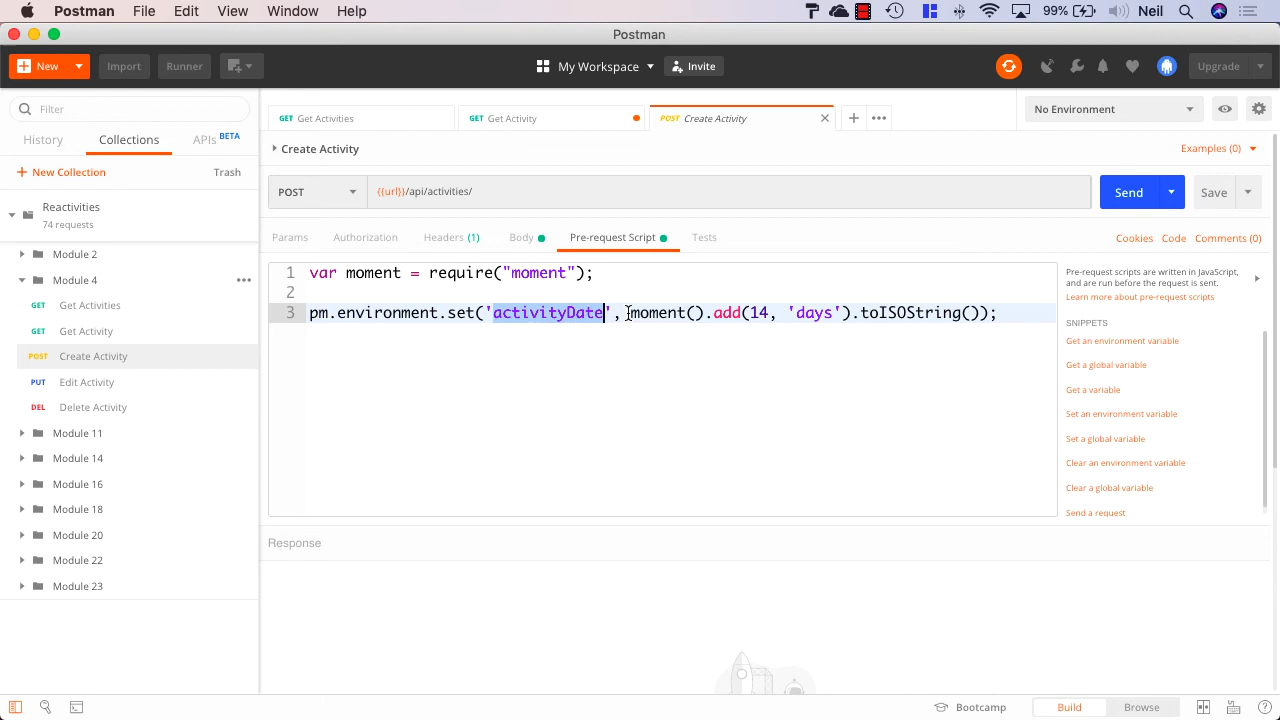 Postman File Edit View Window Help 99% Neil
Postman
New Import Runner My Workspace Invite Upgrade
Filter
History Collections APIs BETA
New Collection Trash
Reactivities
74 requests
Module 2
Module 4
GET Get Activities
GET Get Activity
POST Create Activity
PUT Edit Activity
DEL Delete Activity
Module 11
Module 14
Module 16
Module 18
Module 20
Module 22
Module 23
GET Get Activities GET Get Activity POST Create Activity No Environment
Create Activity Examples (0)
POST {{url}}/api/activities/ Send Save
Params Authorization Headers (1) Body Pre-request Script Tests Cookies Code Comments (0)
1 var moment = require("moment");
2
3 pm.environment.set('activityDate', moment().add(14, 'days').toISOString());
Pre-request scripts are written in JavaScript,
and are run before the request is sent.
Learn more about pre-request scripts
SNIPPETS
Get an environment variable
Get a global variable
Get a variable
Set an environment variable
Set a global variable
Clear an environment variable
Clear a global variable
Send a request
Response
Bootcamp Build Browse